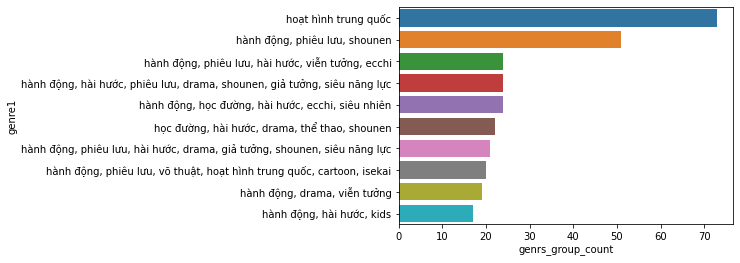 hoạt hình trung quốc
hành động, phiêu lưu, shounen
hành động, phiêu lưu, hài hước, viễn tưởng, ecchi
hành động, hài hước, phiêu lưu, drama, shounen, giả tưởng, siêu năng lực
hành động, học đường, hài hước, ecchi, siêu nhiên
học đường, hài hước, drama, thể thao, shounen
hành động, phiêu lưu, hài hước, drama, giả tưởng, shounen, siêu năng lực
hành động, phiêu lưu, võ thuật, hoạt hình trung quốc, cartoon, isekai
hành động, drama, viễn tưởng
hành động, hài hước, kids
genre1
0 10 20 30 40 50 60 70
genrs_group_count